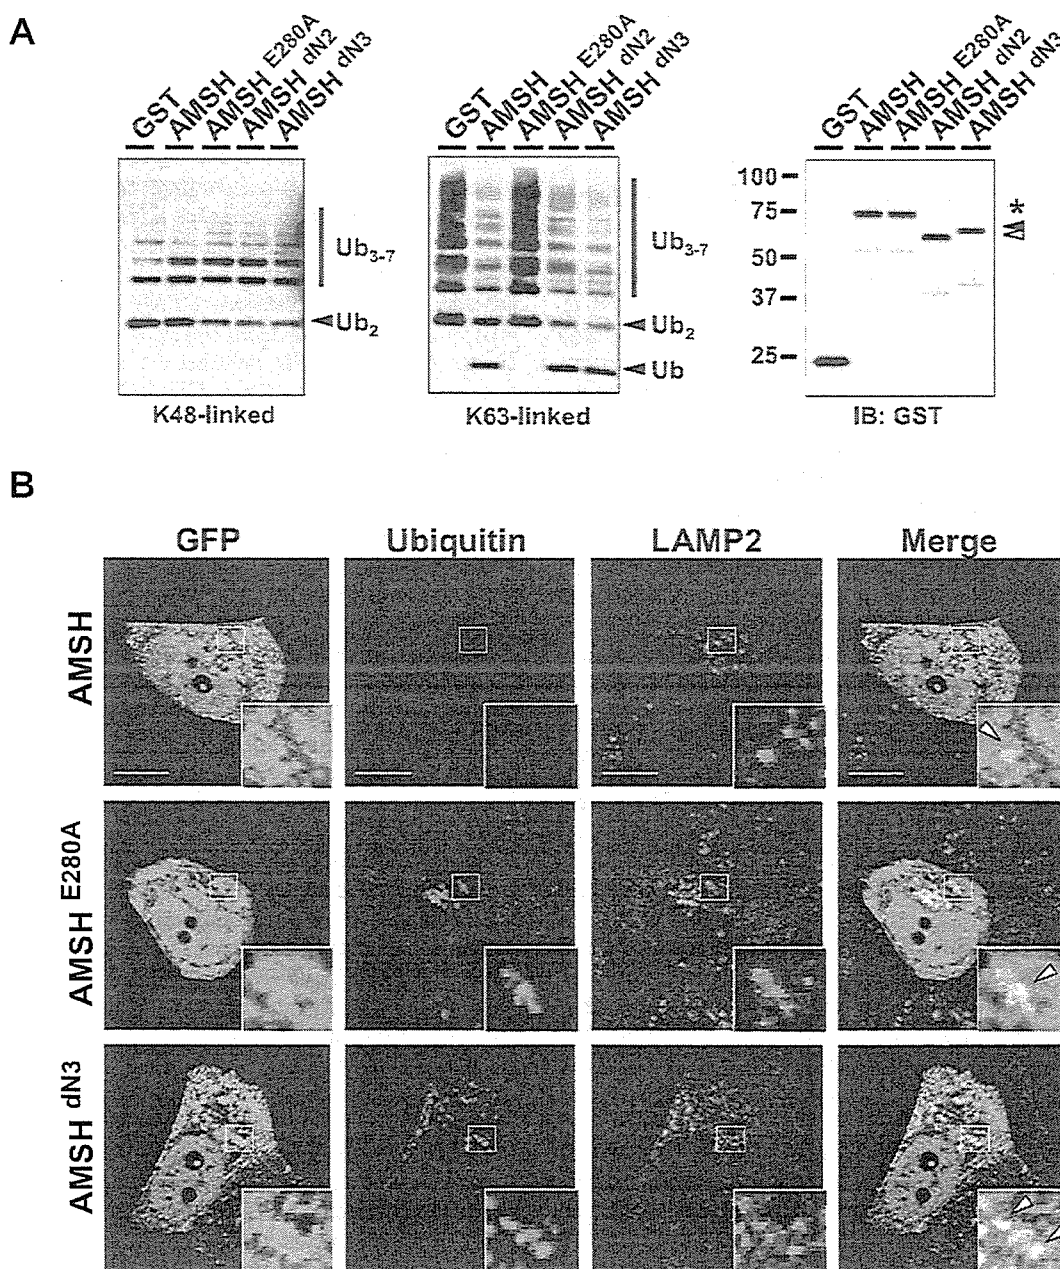 A
GST AMSH AMSH E280A AMSH dN2 AMSH dN3
GST AMSH AMSH E280A AMSH dN2 AMSH dN3
GST AMSH AMSH E280A AMSH dN2 AMSH dN3
Ub3-7
Ub2
K48-linked
Ub3-7
Ub2
Ub
K63-linked
100
75
50
37
25
*
IB: GST
B
GFP Ubiquitin LAMP2 Merge
AMSH
AMSH E280A
AMSH dN3